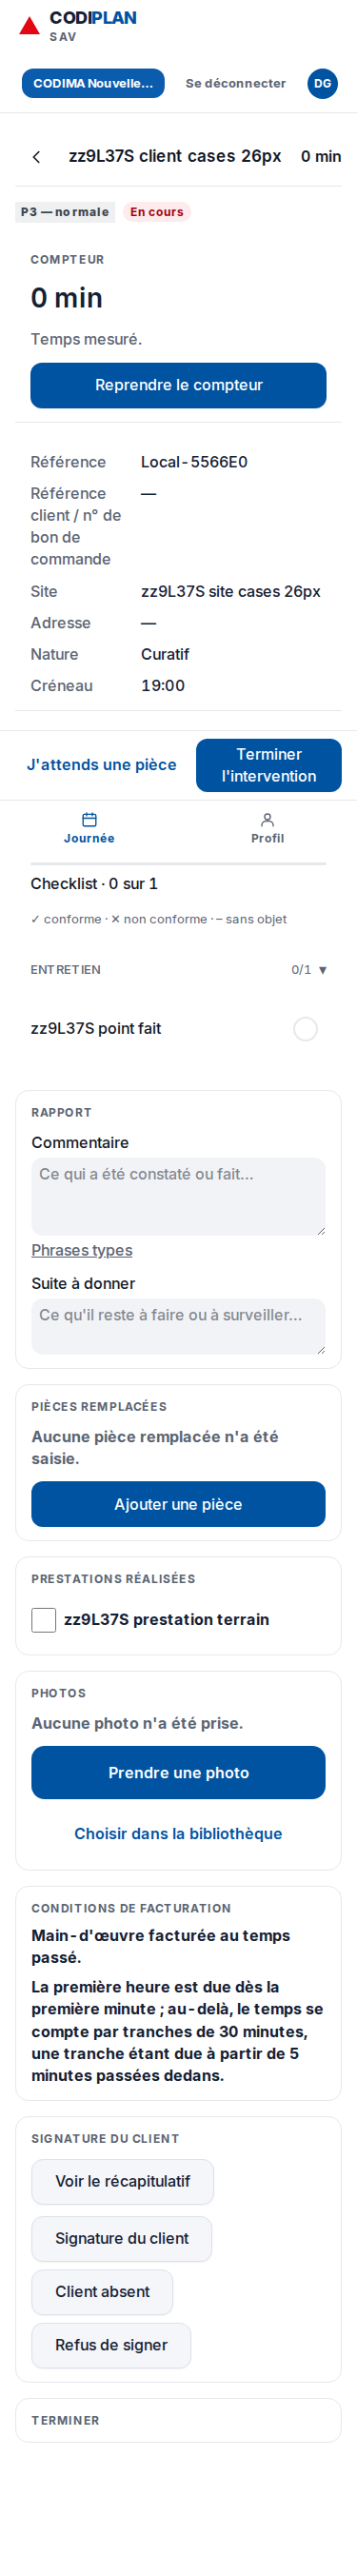 CODIPLAN
SAV
CODIMA Nouvelle...
Se déconnecter
DG
zz9L37S client cases 26px
0 min
P3 — normale
En cours
COMPTEUR
0 min
Temps mesuré.
Reprendre le compteur
Référence
Local-5566E0
Référence
—
client / n° de
bon de
commande
Site
zz9L37S site cases 26px
Adresse
—
Nature
Curatif
Créneau
19:00
J'attends une pièce
Terminer
l'intervention
Journée
Profil
Checklist · 0 sur 1
✓ conforme · ✕ non conforme · – sans objet
ENTRETIEN
0/1 ▾
zz9L37S point fait
RAPPORT
Commentaire
Ce qui a été constaté ou fait...
Phrases types
Suite à donner
Ce qu'il reste à faire ou à surveiller...
PIÈCES REMPLACÉES
Aucune pièce remplacée n'a été
saisie.
Ajouter une pièce
PRESTATIONS RÉALISÉES
zz9L37S prestation terrain
PHOTOS
Aucune photo n'a été prise.
Prendre une photo
Choisir dans la bibliothèque
CONDITIONS DE FACTURATION
Main-d'œuvre facturée au temps
passé.
La première heure est due dès la
première minute ; au-delà, le temps se
compte par tranches de 30 minutes,
une tranche étant due à partir de 5
minutes passées dedans.
SIGNATURE DU CLIENT
Voir le récapitulatif
Signature du client
Client absent
Refus de signer
TERMINER